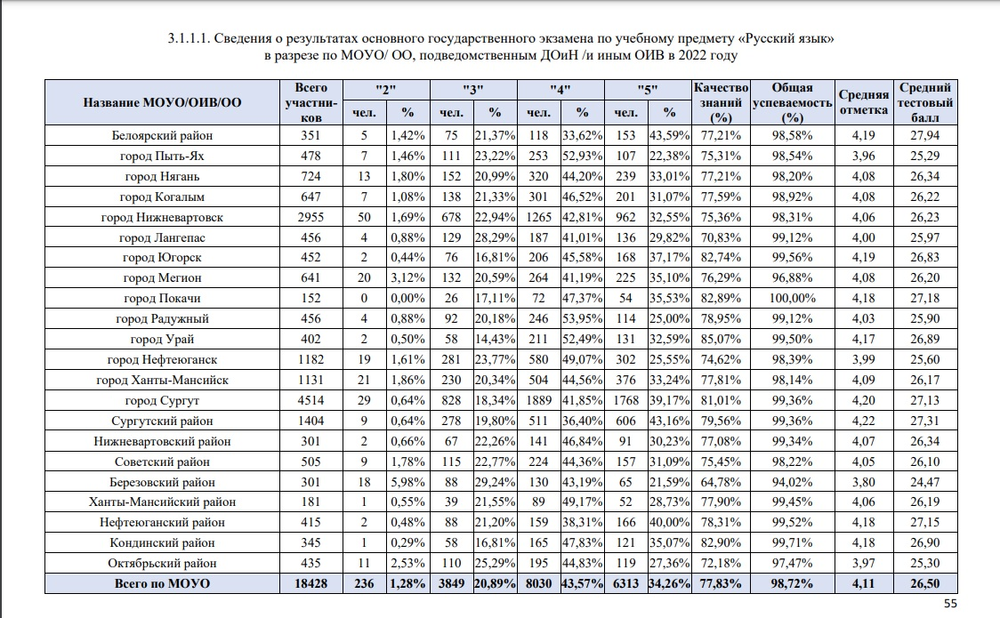 3.1.1.1. Сведения о результатах основного государственного экзамена по учебному предмету «Русский язык»
в разрезе по МОУО/ ОО, подведомственным ДОиН /и иным ОИВ в 2022 году
Название МОУО/ОИВ/ОО Всего участни-ков "2" "3" "4" "5" Качество знаний (%) Общая успеваемость (%) Средняя отметка Средний тестовый балл
чел. % чел. % чел. % чел. %
Белоярский район 351 5 1,42% 75 21,37% 118 33,62% 153 43,59% 77,21% 98,58% 4,19 27,94
город Пыть-Ях 478 7 1,46% 111 23,22% 253 52,93% 107 22,38% 75,31% 98,54% 3,96 25,29
город Нягань 724 13 1,80% 152 20,99% 320 44,20% 239 33,01% 77,21% 98,20% 4,08 26,34
город Когалым 647 7 1,08% 138 21,33% 301 46,52% 201 31,07% 77,59% 98,92% 4,08 26,22
город Нижневартовск 2955 50 1,69% 678 22,94% 1265 42,81% 962 32,55% 75,36% 98,31% 4,06 26,23
город Лангепас 456 4 0,88% 129 28,29% 187 41,01% 136 29,82% 70,83% 99,12% 4,00 25,97
город Югорск 452 2 0,44% 76 16,81% 206 45,58% 168 37,17% 82,74% 99,56% 4,19 26,83
город Мегион 641 20 3,12% 132 20,59% 264 41,19% 225 35,10% 76,29% 96,88% 4,08 26,20
город Покачи 152 0 0,00% 26 17,11% 72 47,37% 54 35,53% 82,89% 100,00% 4,18 27,18
город Радужный 456 4 0,88% 92 20,18% 246 53,95% 114 25,00% 78,95% 99,12% 4,03 25,90
город Урай 402 2 0,50% 58 14,43% 211 52,49% 131 32,59% 85,07% 99,50% 4,17 26,89
город Нефтеюганск 1182 19 1,61% 281 23,77% 580 49,07% 302 25,55% 74,62% 98,39% 3,99 25,60
город Ханты-Мансийск 1131 21 1,86% 230 20,34% 504 44,56% 376 33,24% 77,81% 98,14% 4,09 26,17
город Сургут 4514 29 0,64% 828 18,34% 1889 41,85% 1768 39,17% 81,01% 99,36% 4,20 27,13
Сургутский район 1404 9 0,64% 278 19,80% 511 36,40% 606 43,16% 79,56% 99,36% 4,22 27,31
Нижневартовский район 301 2 0,66% 67 22,26% 141 46,84% 91 30,23% 77,08% 99,34% 4,07 26,34
Советский район 505 9 1,78% 115 22,77% 224 44,36% 157 31,09% 75,45% 98,22% 4,05 26,10
Березовский район 301 18 5,98% 88 29,24% 130 43,19% 65 21,59% 64,78% 94,02% 3,80 24,47
Ханты-Мансийский район 181 1 0,55% 39 21,55% 89 49,17% 52 28,73% 77,90% 99,45% 4,06 26,19
Нефтеюганский район 415 2 0,48% 88 21,20% 159 38,31% 166 40,00% 78,31% 99,52% 4,18 27,15
Кондинский район 345 1 0,29% 58 16,81% 165 47,83% 121 35,07% 82,90% 99,71% 4,18 26,90
Октябрьский район 435 11 2,53% 110 25,29% 195 44,83% 119 27,36% 72,18% 97,47% 3,97 25,30
Всего по МОУО 18428 236 1,28% 3849 20,89% 8030 43,57% 6313 34,26% 77,83% 98,72% 4,11 26,50
55